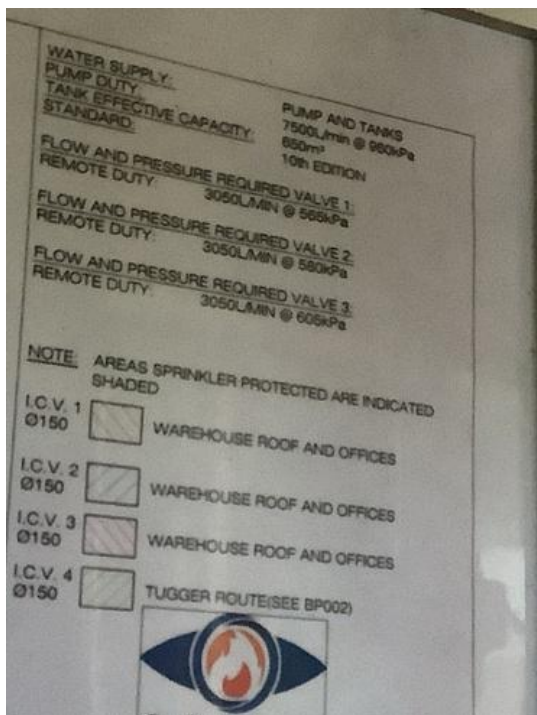 WATER SUPPLY: PUMP AND TANKS
PUMP DUTY: 7500L/min @ 960kPa
TANK EFFECTIVE CAPACITY: 650m³
STANDARD: 10th EDITION
FLOW AND PRESSURE REQUIRED VALVE 1:
REMOTE DUTY: 3050L/MIN @ 565kPa
FLOW AND PRESSURE REQUIRED VALVE 2:
REMOTE DUTY: 3050L/MIN @ 580kPa
FLOW AND PRESSURE REQUIRED VALVE 3:
REMOTE DUTY: 3050L/MIN @ 605kPa
NOTE: AREAS SPRINKLER PROTECTED ARE INDICATED
SHADED
I.C.V. 1
Ø150 WAREHOUSE ROOF AND OFFICES
I.C.V. 2
Ø150 WAREHOUSE ROOF AND OFFICES
I.C.V. 3
Ø150 WAREHOUSE ROOF AND OFFICES
I.C.V. 4
Ø150 TUGGER ROUTE(SEE BP002)